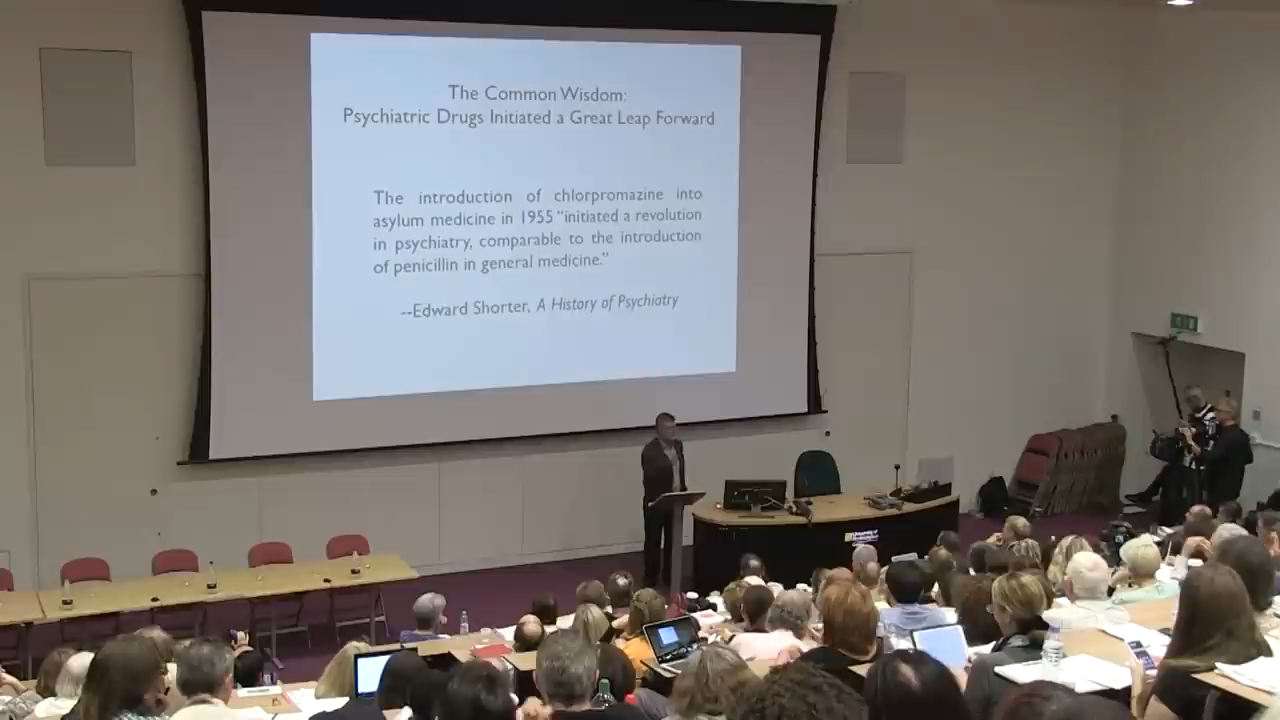 The Common Wisdom:
Psychiatric Drugs Initiated a Great Leap Forward
The introduction of chlorpromazine into
asylum medicine in 1955 "initiated a revolution
in psychiatry, comparable to the introduction
of penicillin in general medicine."
--Edward Shorter, A History of Psychiatry